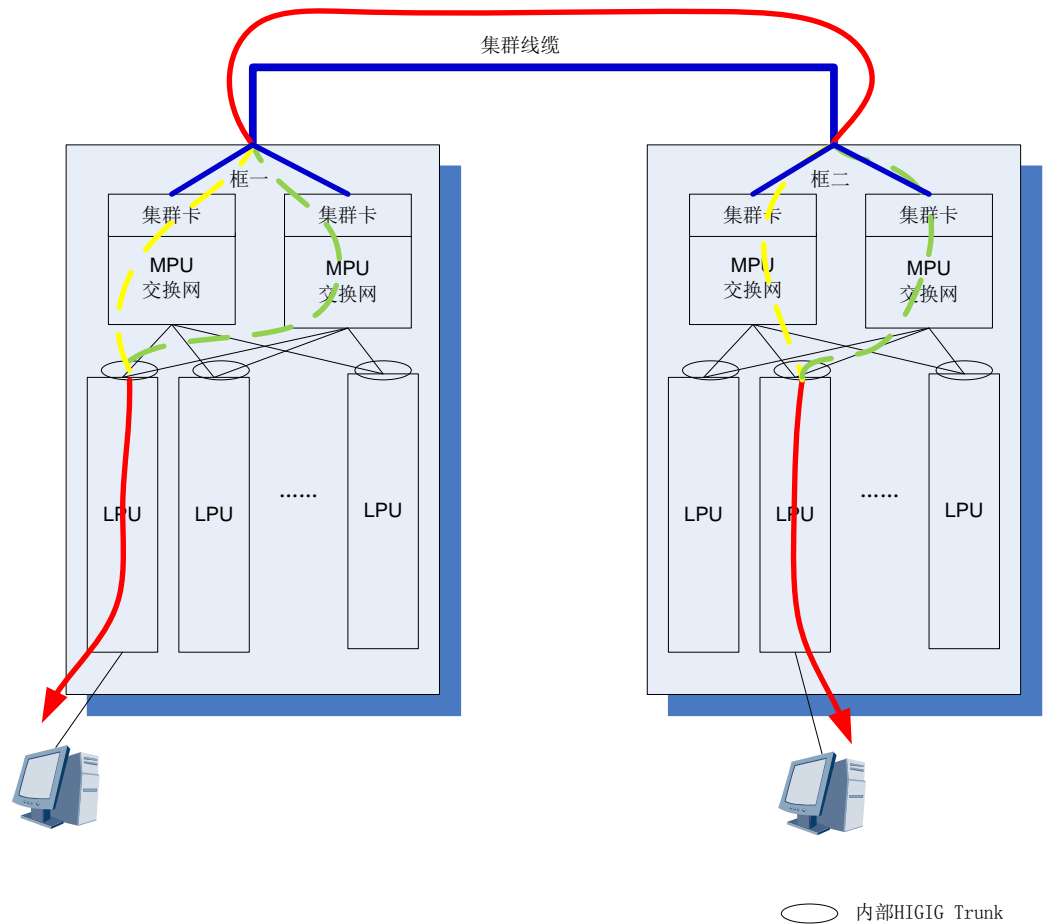 集群线缆
框一
框二
集群卡
集群卡
集群卡
集群卡
MPU
交换网
MPU
交换网
MPU
交换网
MPU
交换网
LPU
LPU
……
LPU
LPU
LPU
……
LPU
内部HIGIG Trunk